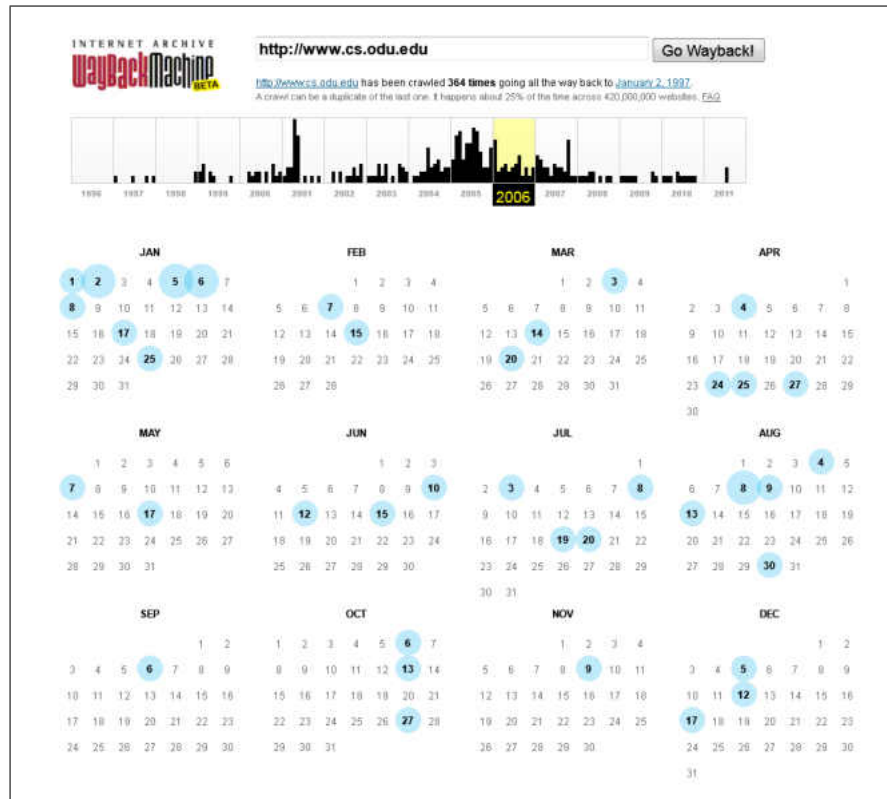 INTERNET ARCHIVE
WayBackMachine
BETA
http://www.cs.odu.edu
Go Wayback!
http://www.cs.odu.edu has been crawled 364 times going all the way back to January 2, 1997.
A crawl can be a duplicate of the last one. It happens about 25% of the time across 420,000,000 websites. FAQ
1996 1997 1998 1999 2000 2001 2002 2003 2004 2005 2006 2007 2008 2009 2010 2011
JAN FEB MAR APR
1 2 3 4 5 6 7 1 2 3 4 1 2 3 4 1
8 9 10 11 12 13 14 5 6 7 8 9 10 11 5 6 7 8 9 10 11 2 3 4 5 6 7 8
15 16 17 18 19 20 21 12 13 14 15 16 17 18 12 13 14 15 16 17 18 9 10 11 12 13 14 15
22 23 24 25 26 27 28 19 20 21 22 23 24 25 19 20 21 22 23 24 25 16 17 18 19 20 21 22
29 30 31 26 27 28 26 27 28 29 30 31 23 24 25 26 27 28 29
30
MAY JUN JUL AUG
1 2 3 4 5 6 1 2 3 1 1 2 3 4 5
7 8 9 10 11 12 13 4 5 6 7 8 9 10 2 3 4 5 6 7 8 6 7 8 9 10 11 12
14 15 16 17 18 19 20 11 12 13 14 15 16 17 9 10 11 12 13 14 15 13 14 15 16 17 18 19
21 22 23 24 25 26 27 18 19 20 21 22 23 24 16 17 18 19 20 21 22 20 21 22 23 24 25 26
28 29 30 31 25 26 27 28 29 30 23 24 25 26 27 28 29 27 28 29 30 31
30 31
SEP OCT NOV DEC
1 2 1 2 3 4 5 6 7 1 2 3 4 1 2
3 4 5 6 7 8 9 8 9 10 11 12 13 14 5 6 7 8 9 10 11 3 4 5 6 7 8 9
10 11 12 13 14 15 16 15 16 17 18 19 20 21 12 13 14 15 16 17 18 10 11 12 13 14 15 16
17 18 19 20 21 22 23 22 23 24 25 26 27 28 19 20 21 22 23 24 25 17 18 19 20 21 22 23
24 25 26 27 28 29 30 29 30 31 26 27 28 29 30 24 25 26 27 28 29 30
31